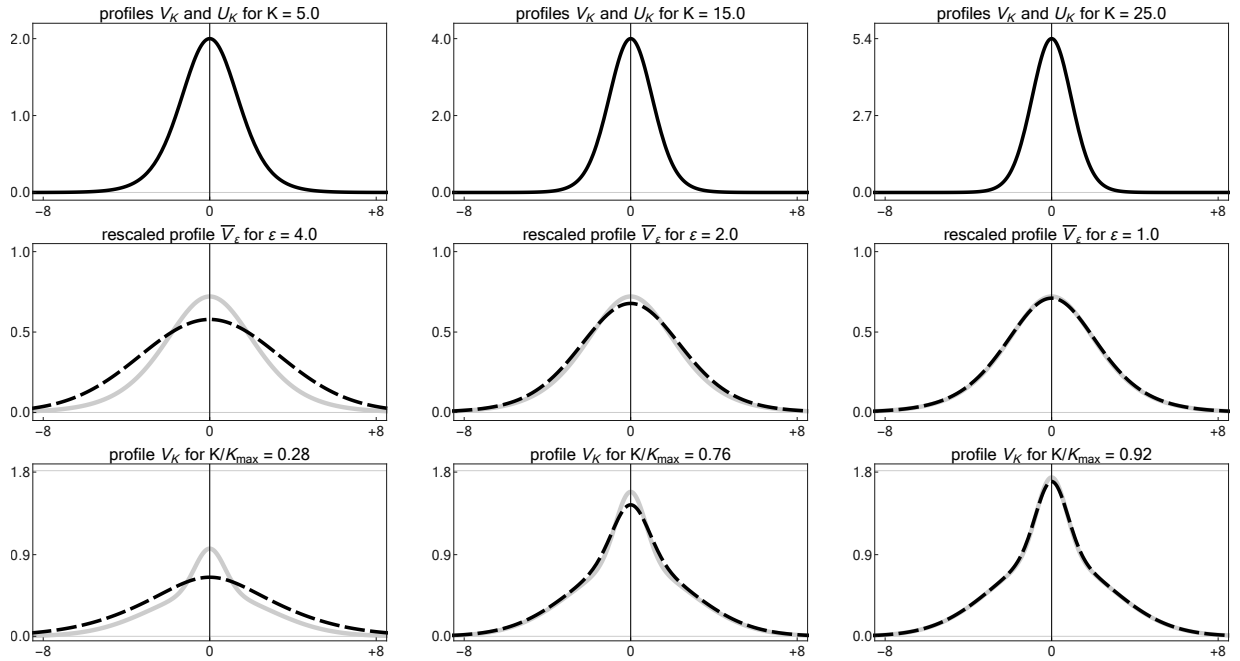 profiles V_K and U_K for K = 5.0
profiles V_K and U_K for K = 15.0
profiles V_K and U_K for K = 25.0
2.0
1.0
0.0
−8 0 +8
4.0
2.0
0.0
−8 0 +8
5.4
2.7
0.0
−8 0 +8
rescaled profile V̅_ε for ε = 4.0
rescaled profile V̅_ε for ε = 2.0
rescaled profile V̅_ε for ε = 1.0
1.0
0.5
0.0
−8 0 +8
1.0
0.5
0.0
−8 0 +8
1.0
0.5
0.0
−8 0 +8
profile V_K for K/K_max = 0.28
profile V_K for K/K_max = 0.76
profile V_K for K/K_max = 0.92
1.8
0.9
0.0
−8 0 +8
1.8
0.9
0.0
−8 0 +8
1.8
0.9
0.0
−8 0 +8